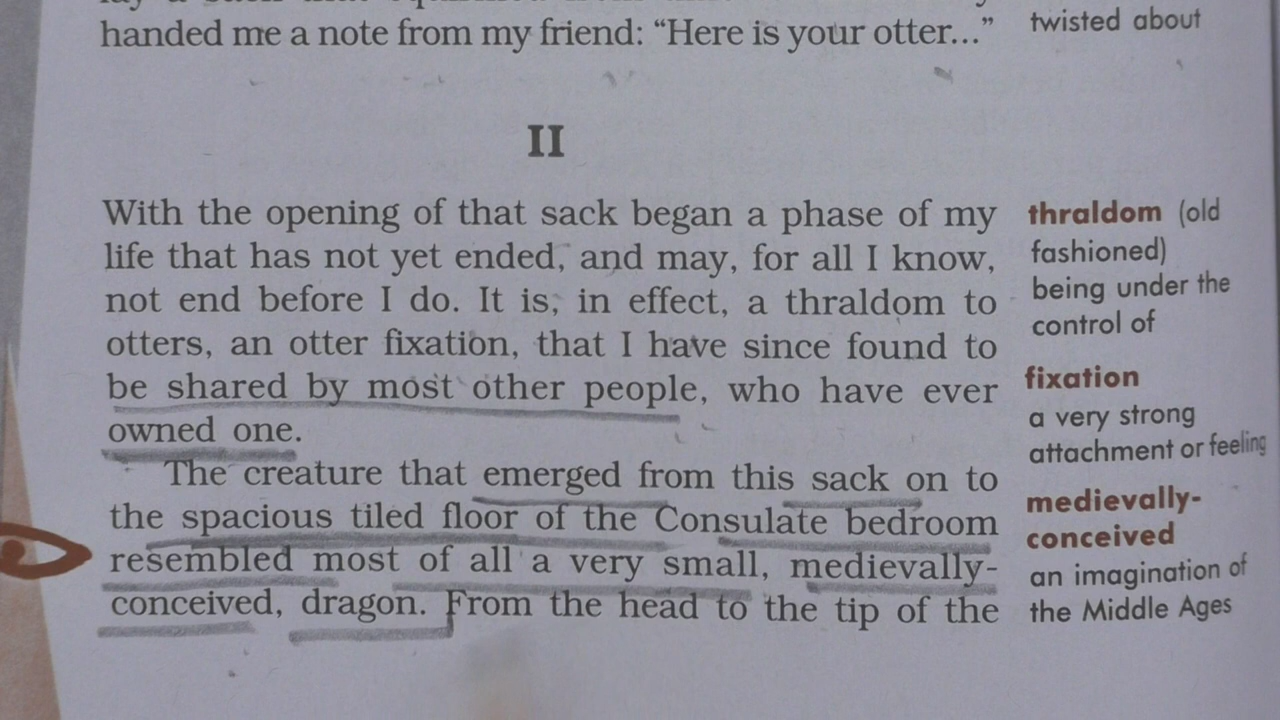 handed me a note from my friend: “Here is your otter...”
twisted about
II
With the opening of that sack began a phase of my
life that has not yet ended, and may, for all I know,
not end before I do. It is, in effect, a thraldom to
otters, an otter fixation, that I have since found to
be shared by most other people, who have ever
owned one.
The creature that emerged from this sack on to
the spacious tiled floor of the Consulate bedroom
resembled most of all a very small, medievally-
conceived, dragon. From the head to the tip of the
thraldom (old
fashioned)
being under the
control of
fixation
a very strong
attachment or feeling
medievally-
conceived
an imagination of
the Middle Ages